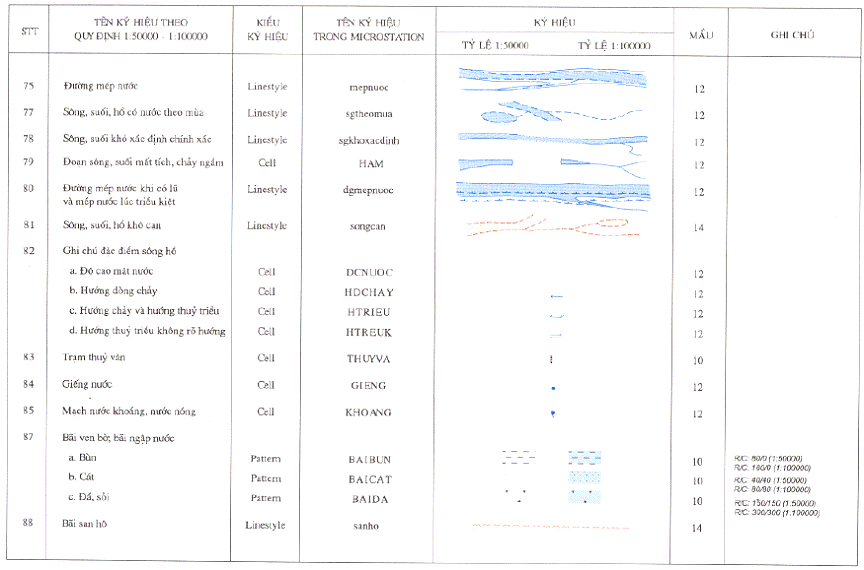 STT TÊN KÝ HIỆU THEO QUY ĐỊNH 1:50000 - 1:100000 KIỂU KÝ HIỆU TÊN KÝ HIỆU TRONG MICROSTATION KÝ HIỆU MẦU GHI CHÚ
TỶ LỆ 1:50000 TỶ LỆ 1:100000
75 Đường mép nước Linestyle mepnuoc 12
77 Sông, suối, hồ có nước theo mùa Linestyle sgtheomua 12
78 Sông, suối khó xác định chính xác Linestyle sgkhoxacdinh 12
79 Đoạn sông, suối mất tích, chảy ngầm Cell HAM 12
80 Đường mép nước khi có lũ Linestyle dgmepnuoc 12
và mép nước lúc triều kiệt
81 Sông, suối, hồ khô cạn Linestyle songcan 14
82 Ghi chú đặc điểm sông hồ
a. Độ cao mặt nước Cell DCNUOC 12
b. Hướng dòng chảy Cell HDCHAY 12
c. Hướng chảy và hướng thuỷ triều Cell HTRIEU 12
d. Hướng thuỷ triều không rõ hướng Cell HTREUK 12
83 Trạm thuỷ văn Cell THUYVA 10
84 Giếng nước Cell GIENG 12
85 Mạch nước khoáng, nước nóng Cell KHOANG 12
87 Bãi ven bờ, bãi ngập nước
a. Bùn Pattern BAIBUN 10 R/C: 80/0 (1:50000)
R/C: 160/0 (1:100000)
b. Cát Pattern BAICAT 10 R/C: 40/40 (1:50000)
R/C: 80/80 (1:100000)
c. Đá, sỏi Pattern BAIDA 10 R/C: 150/150 (1:50000)
R/C: 300/300 (1:100000)
88 Bãi san hô Linestyle sanho 14